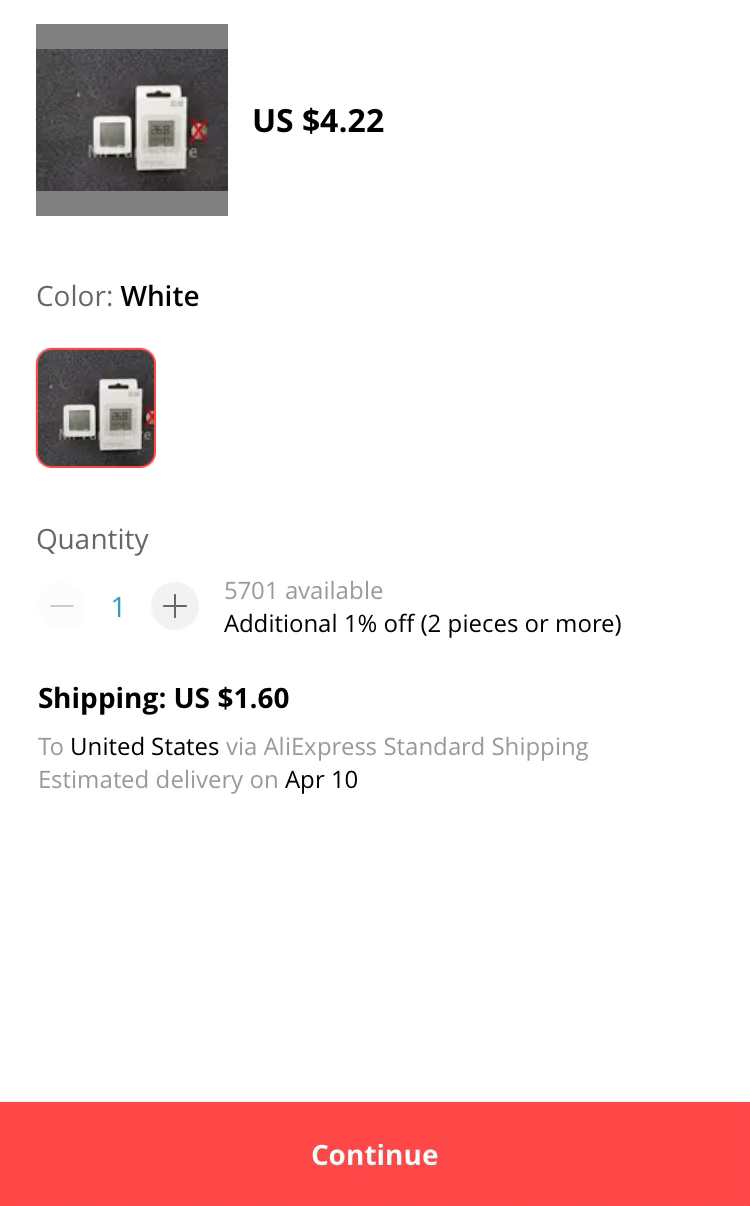 US $4.22
Color: White
Quantity
1
5701 available
Additional 1% off (2 pieces or more)
Shipping: US $1.60
To United States via AliExpress Standard Shipping
Estimated delivery on Apr 10
Continue